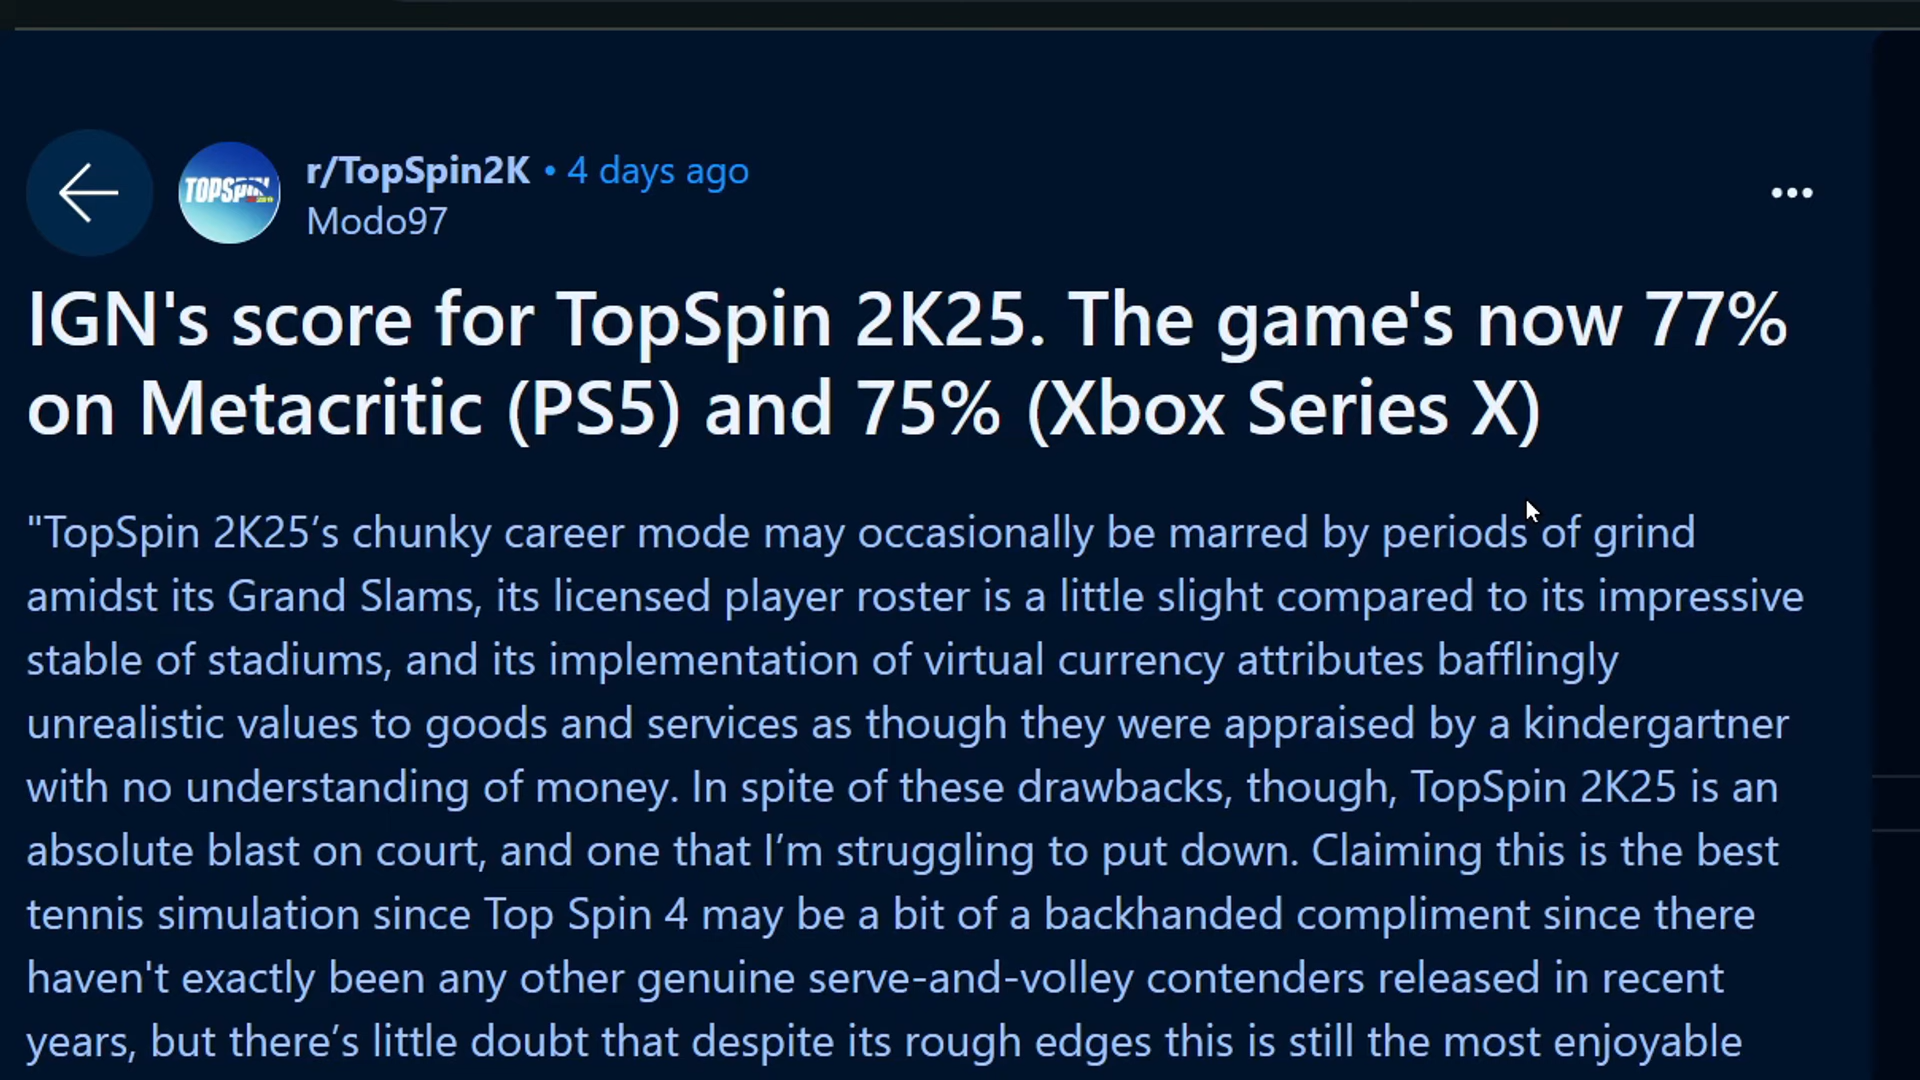 TOPSPIN
r/TopSpin2K • 4 days ago
Modo97
IGN's score for TopSpin 2K25. The game's now 77%
on Metacritic (PS5) and 75% (Xbox Series X)
"TopSpin 2K25’s chunky career mode may occasionally be marred by periods of grind
amidst its Grand Slams, its licensed player roster is a little slight compared to its impressive
stable of stadiums, and its implementation of virtual currency attributes bafflingly
unrealistic values to goods and services as though they were appraised by a kindergartner
with no understanding of money. In spite of these drawbacks, though, TopSpin 2K25 is an
absolute blast on court, and one that I’m struggling to put down. Claiming this is the best
tennis simulation since Top Spin 4 may be a bit of a backhanded compliment since there
haven't exactly been any other genuine serve-and-volley contenders released in recent
years, but there’s little doubt that despite its rough edges this is still the most enjoyable